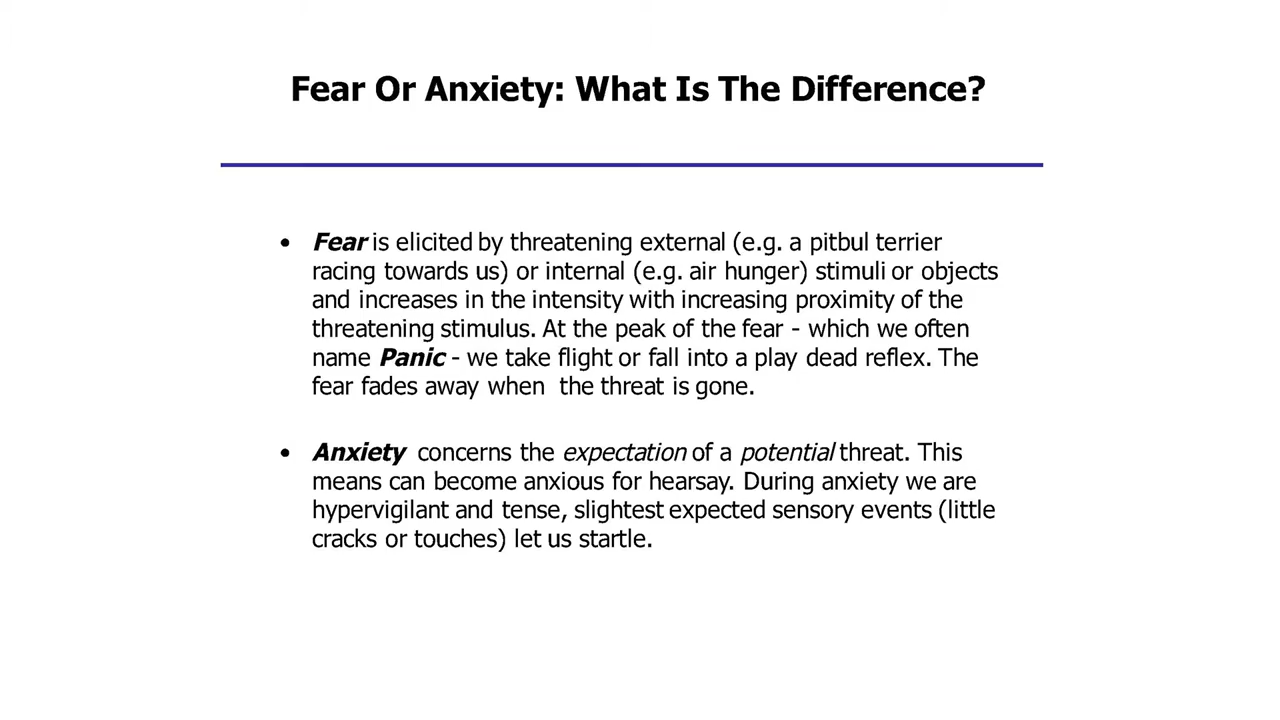 Fear Or Anxiety: What Is The Difference?
• Fear is elicited by threatening external (e.g. a pitbul terrier
racing towards us) or internal (e.g. air hunger) stimuli or objects
and increases in the intensity with increasing proximity of the
threatening stimulus. At the peak of the fear - which we often
name Panic - we take flight or fall into a play dead reflex. The
fear fades away when the threat is gone.
• Anxiety concerns the expectation of a potential threat. This
means can become anxious for hearsay. During anxiety we are
hypervigilant and tense, slightest expected sensory events (little
cracks or touches) let us startle.